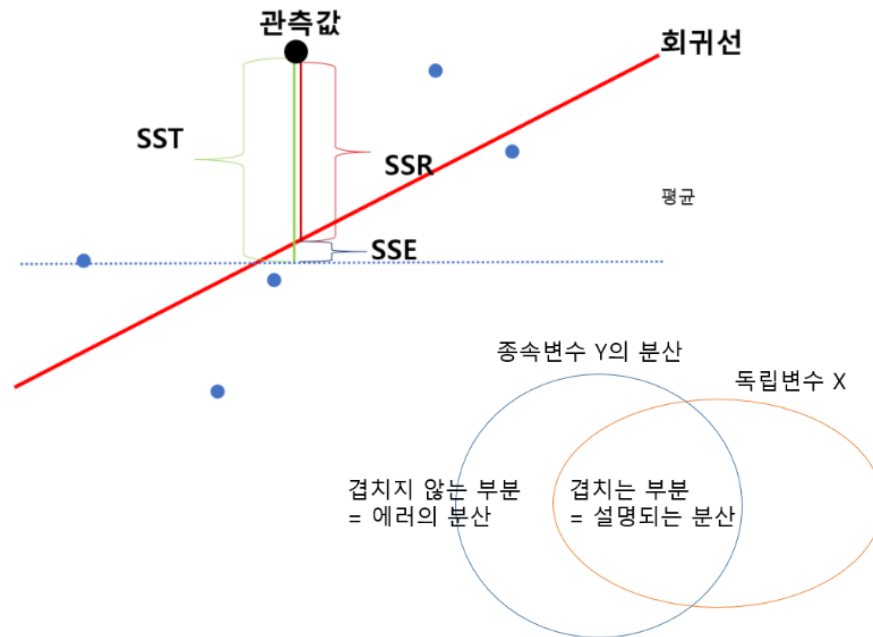 관측값
회귀선
SST
SSR
평균
SSE
종속변수 Y의 분산
독립변수 X
겹치지 않는 부분
= 에러의 분산
겹치는 부분
= 설명되는 분산